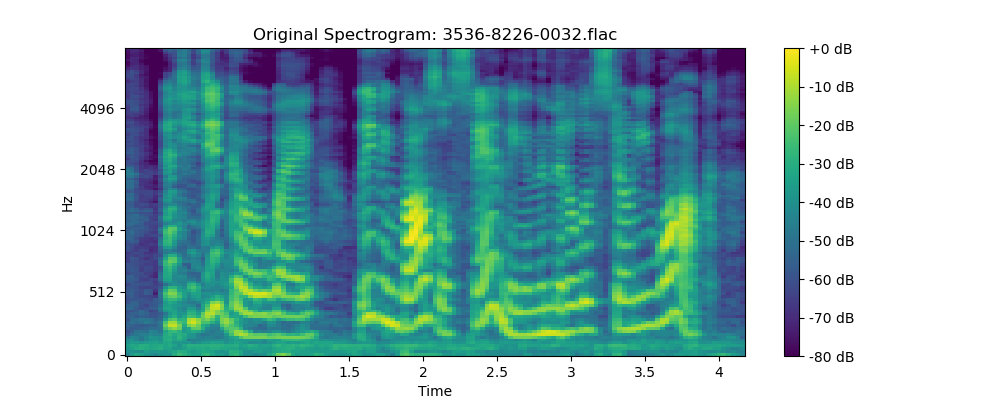 Original Spectrogram: 3536-8226-0032.flac
+0 dB
4096
-10 dB
-20 dB
2048
-30 dB
Hz
-40 dB
1024
-50 dB
512
-60 dB
-70 dB
0
-80 dB
0 0.5 1 1.5 2 2.5 3 3.5 4
Time